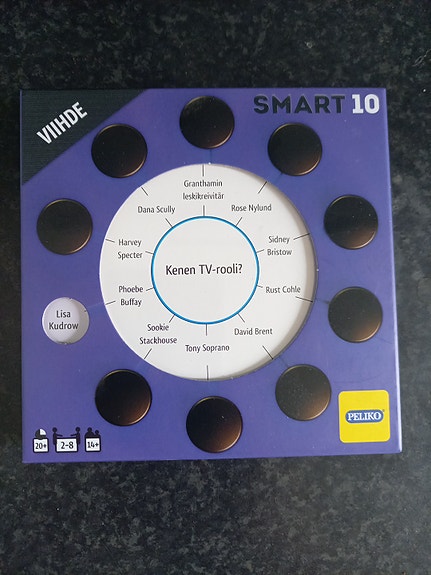 VIIHDE
SMART 10
Granthamin
leskikreivitär
Rose Nylund
Sidney
Bristow
Rust Cohle
David Brent
Tony Soprano
Sookie
Stackhouse
Phoebe
Buffay
Harvey
Specter
Dana Scully
Kenen TV-rooli?
Lisa
Kudrow
PELIKO
20+
2-8
14+